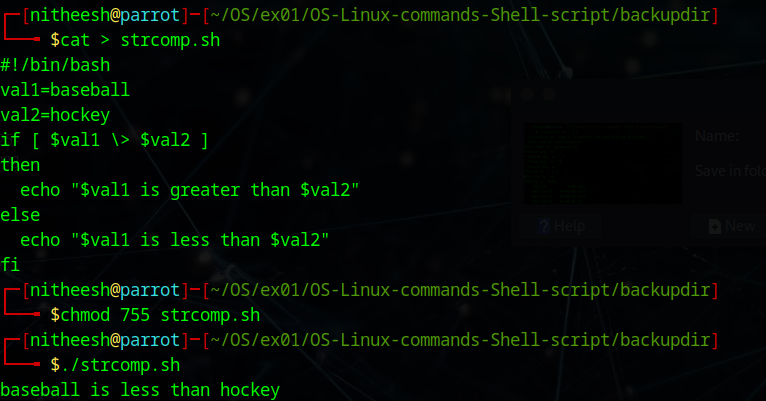 [nitheesh@parrot]-[~/OS/ex01/OS-Linux-commands-Shell-script/backupdir]
$cat > strcomp.sh
#!/bin/bash
val1=baseball
val2=hockey
if [ $val1 \> $val2 ]
then
  echo "$val1 is greater than $val2"
else
  echo "$val1 is less than $val2"
fi
[nitheesh@parrot]-[~/OS/ex01/OS-Linux-commands-Shell-script/backupdir]
$chmod 755 strcomp.sh
[nitheesh@parrot]-[~/OS/ex01/OS-Linux-commands-Shell-script/backupdir]
$./strcomp.sh
baseball is less than hockey
Name:
Save in fold
Help
New